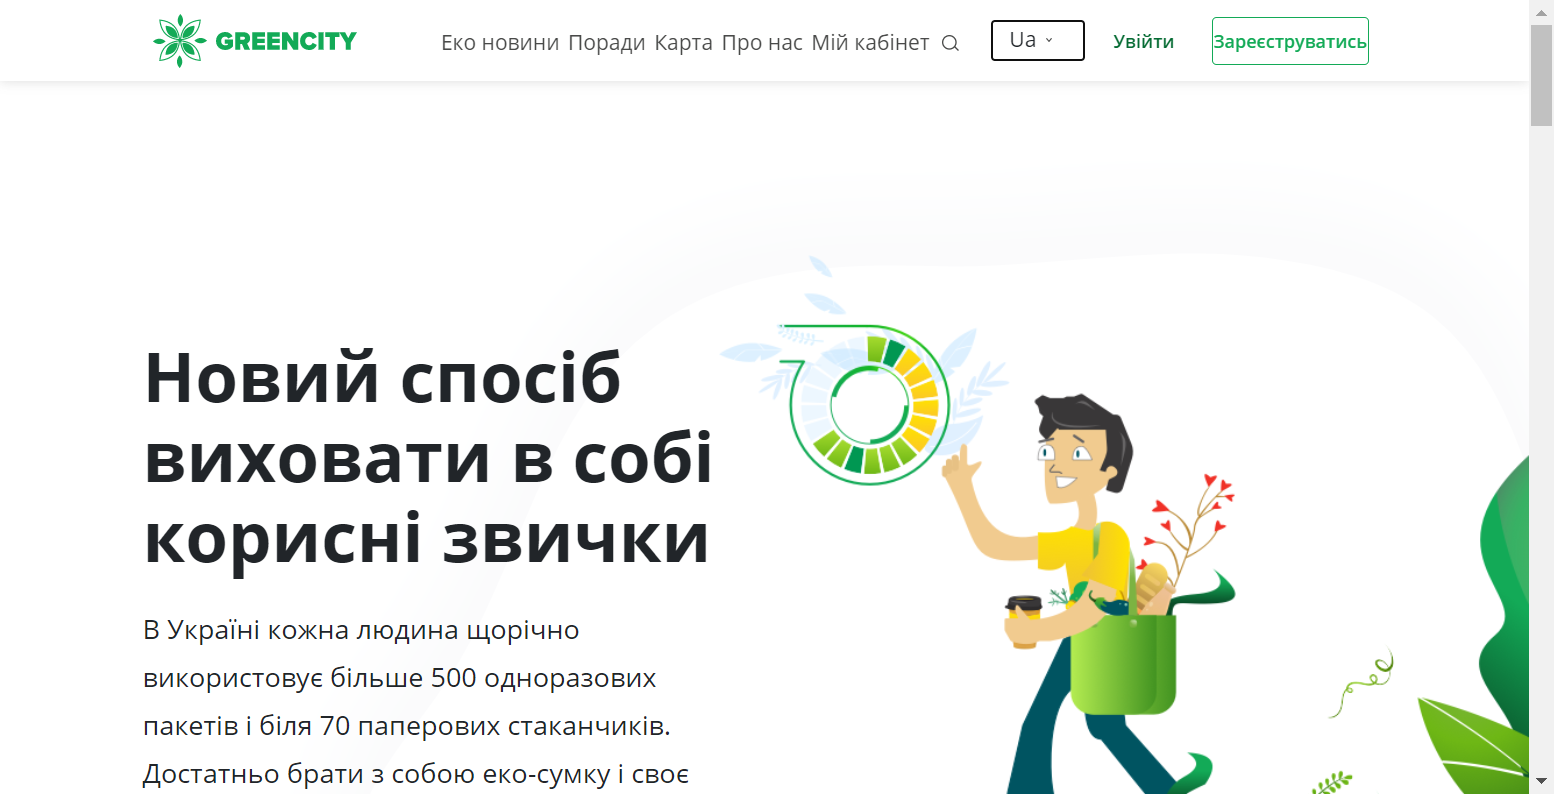 GREENCITY
Еко новини Поради Карта Про нас Мій кабінет
Ua
Увійти
Зареєструватись
Новий спосіб
виховати в собі
корисні звички
В Україні кожна людина щорічно
використовує більше 500 одноразових
пакетів і біля 70 паперових стаканчиків.
Достатньо брати з собою еко-сумку і своє